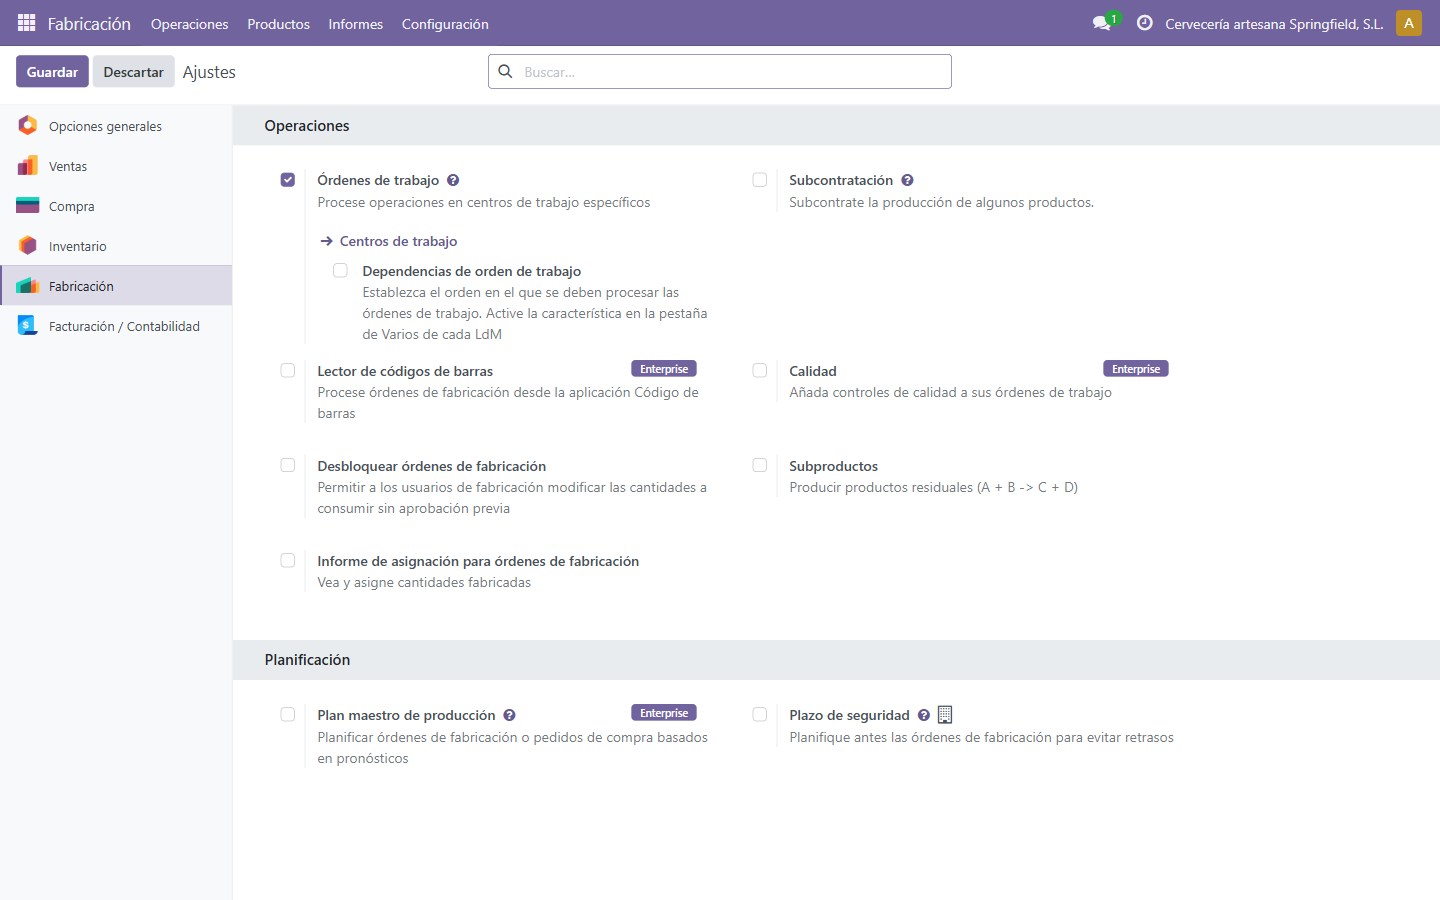 Fabricación Operaciones Productos Informes Configuración 1 Cervecería artesana Springfield, S.L. A
Guardar Descartar Ajustes Buscar...
Opciones generales
Ventas
Compra
Inventario
Fabricación
Facturación / Contabilidad
Operaciones
Órdenes de trabajo
Procese operaciones en centros de trabajo específicos
Centros de trabajo
Dependencias de orden de trabajo
Establezca el orden en el que se deben procesar las
órdenes de trabajo. Active la característica en la pestaña
de Varios de cada LdM
Subcontratación
Subcontrate la producción de algunos productos.
Lector de códigos de barras Enterprise
Procese órdenes de fabricación desde la aplicación Código de
barras
Calidad Enterprise
Añada controles de calidad a sus órdenes de trabajo
Desbloquear órdenes de fabricación
Permitir a los usuarios de fabricación modificar las cantidades a
consumir sin aprobación previa
Subproductos
Producir productos residuales (A + B -> C + D)
Informe de asignación para órdenes de fabricación
Vea y asigne cantidades fabricadas
Planificación
Plan maestro de producción Enterprise
Planificar órdenes de fabricación o pedidos de compra basados
en pronósticos
Plazo de seguridad
Planifique antes las órdenes de fabricación para evitar retrasos